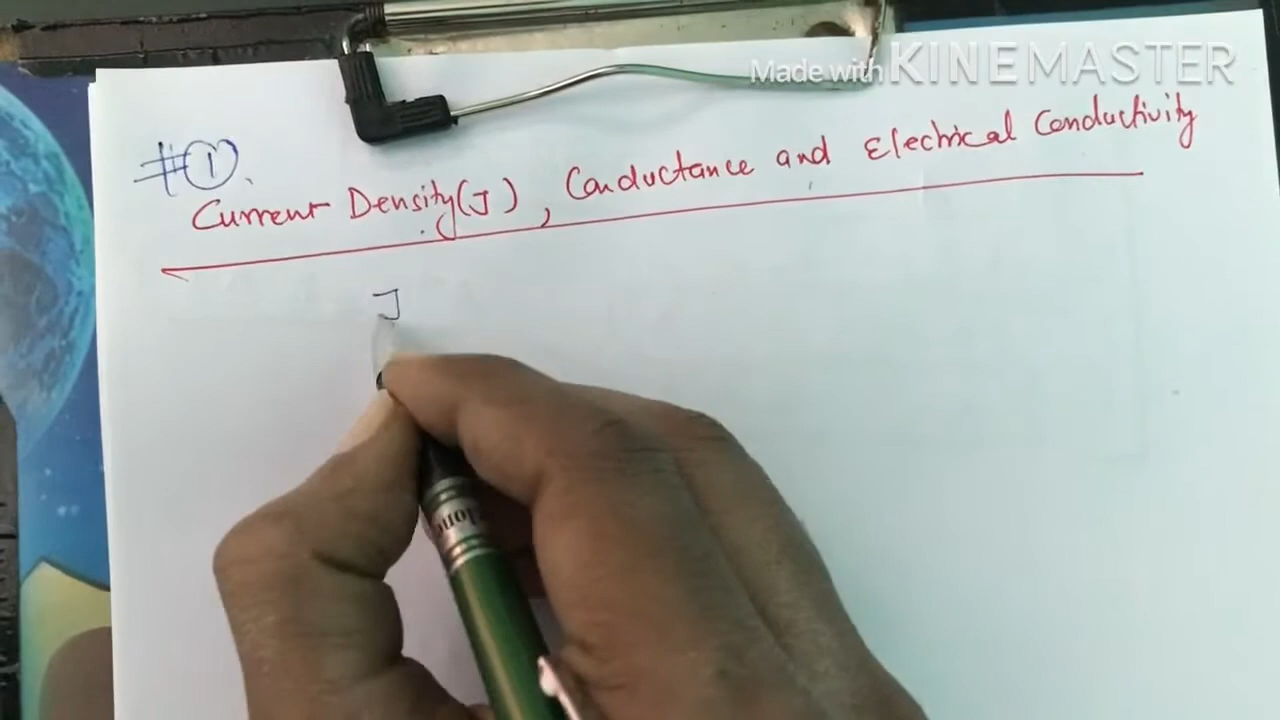 Made with KINEMASTER
#①.
Current Density(J), Conductance and Electrical Conductivity
J